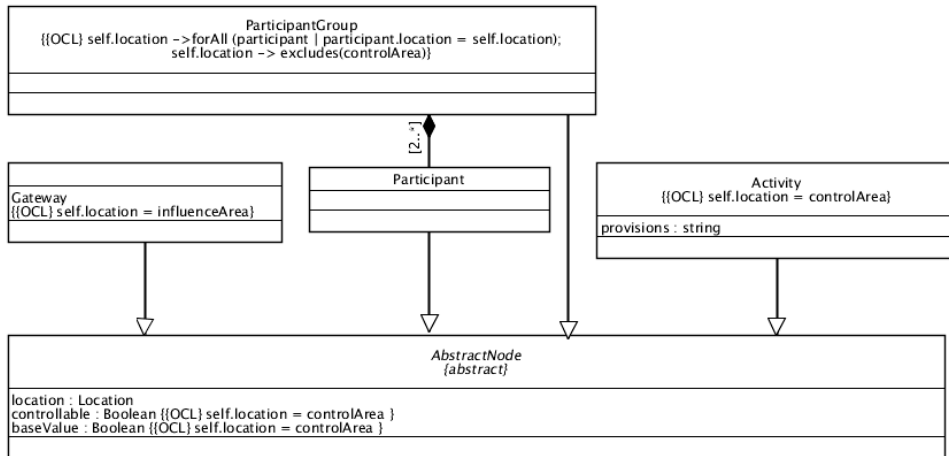 ParticipantGroup
{{OCL} self.location ->forAll (participant | participant.location = self.location);
self.location -> excludes(controlArea)}
[2..*]
Gateway
{{OCL} self.location = influenceArea}
Participant
Activity
{{OCL} self.location = controlArea}
provisions : string
AbstractNode
{abstract}
location : Location
controllable : Boolean {{OCL} self.location = controlArea }
baseValue : Boolean {{OCL} self.location = controlArea }